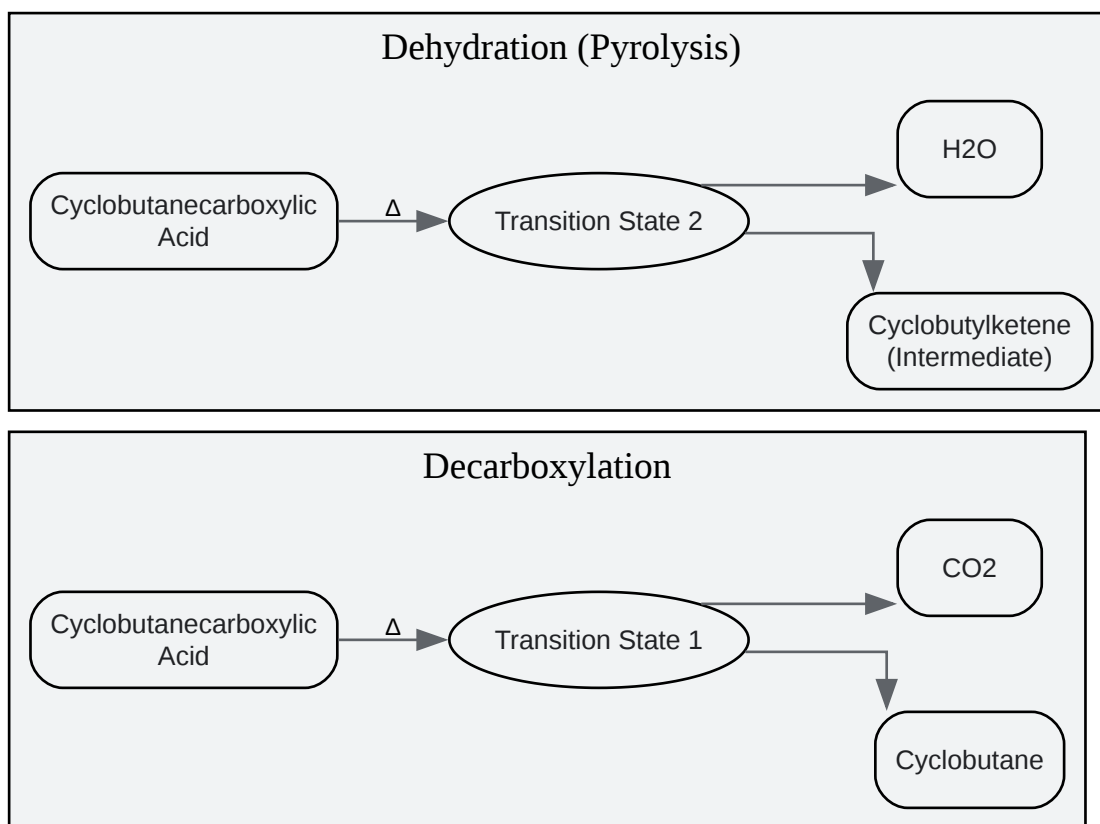 Dehydration (Pyrolysis)
H2O
Cyclobutanecarboxylic
Acid
Δ
Transition State 2
Cyclobutylketene
(Intermediate)
Decarboxylation
CO2
Cyclobutanecarboxylic
Acid
Δ
Transition State 1
Cyclobutane